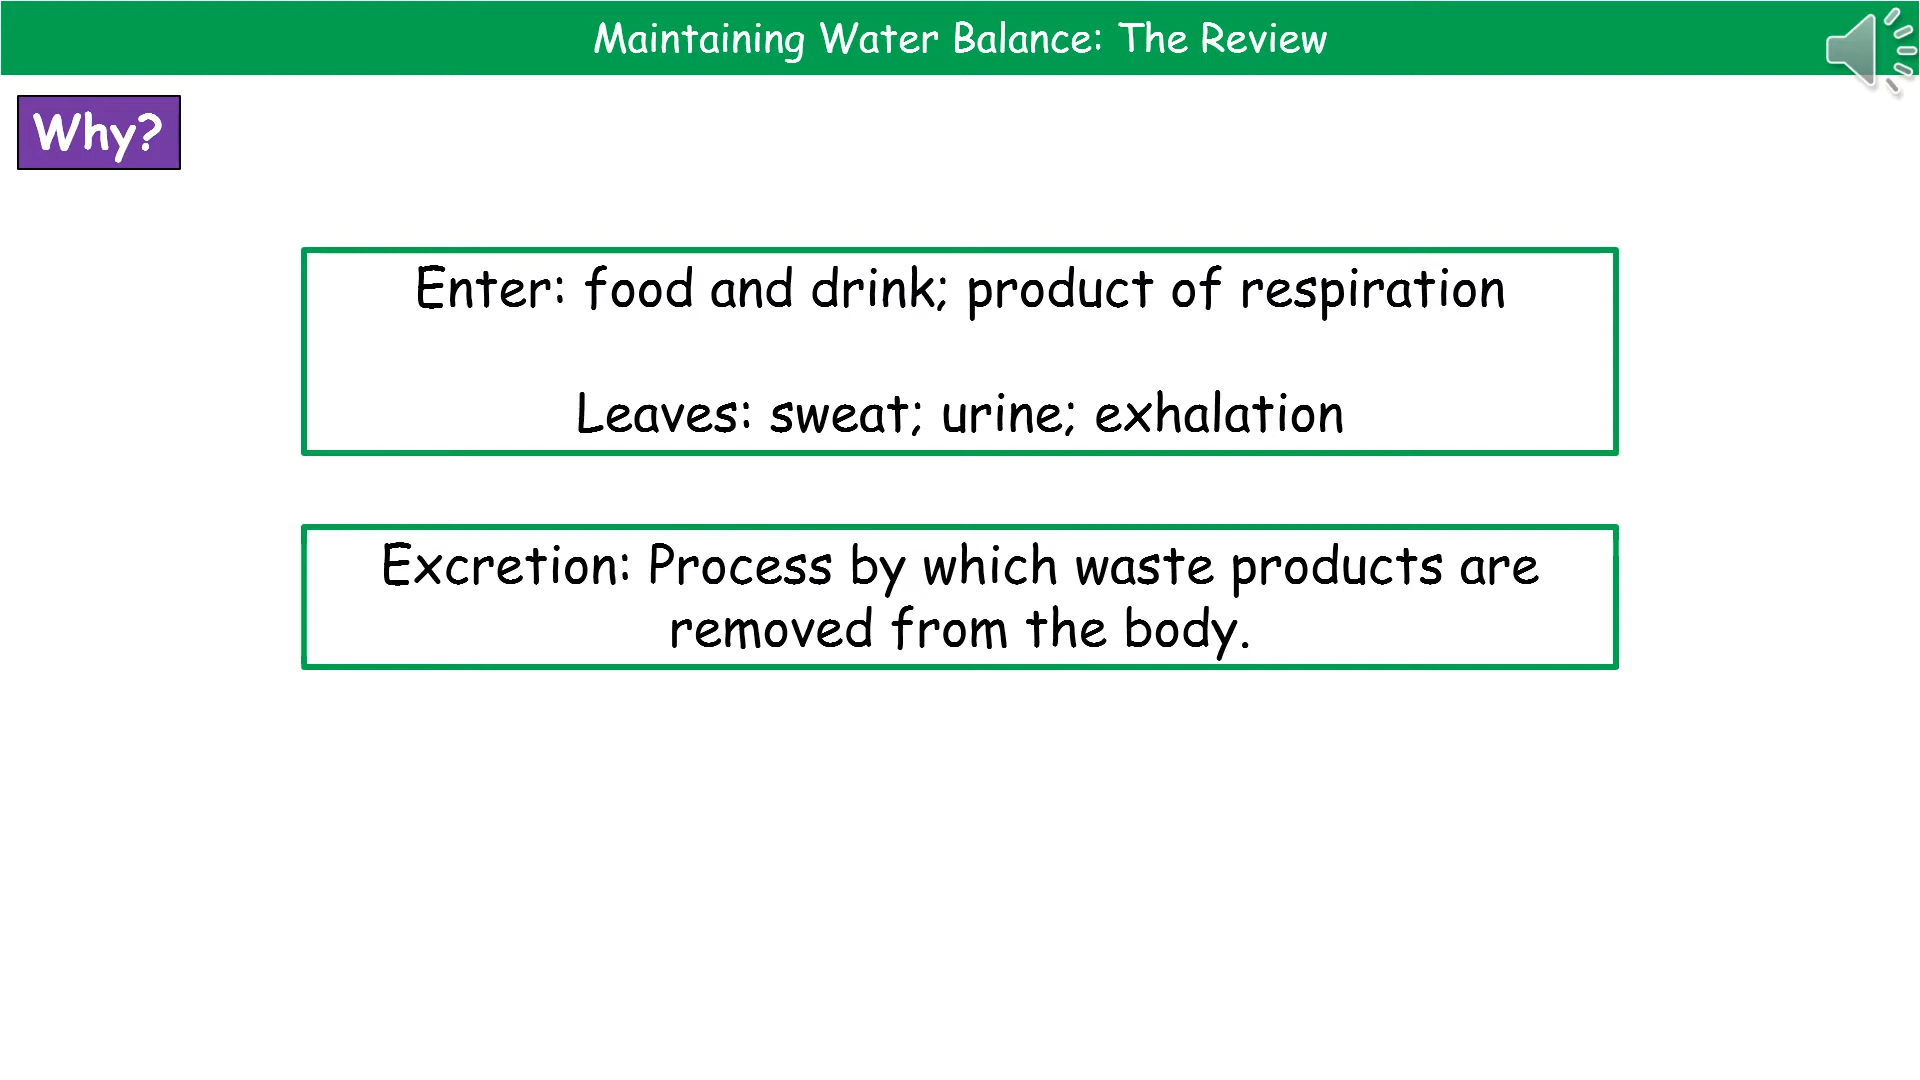 Maintaining Water Balance: The Review
Why?
Enter: food and drink; product of respiration
Leaves: sweat; urine; exhalation
Excretion: Process by which waste products are
removed from the body.